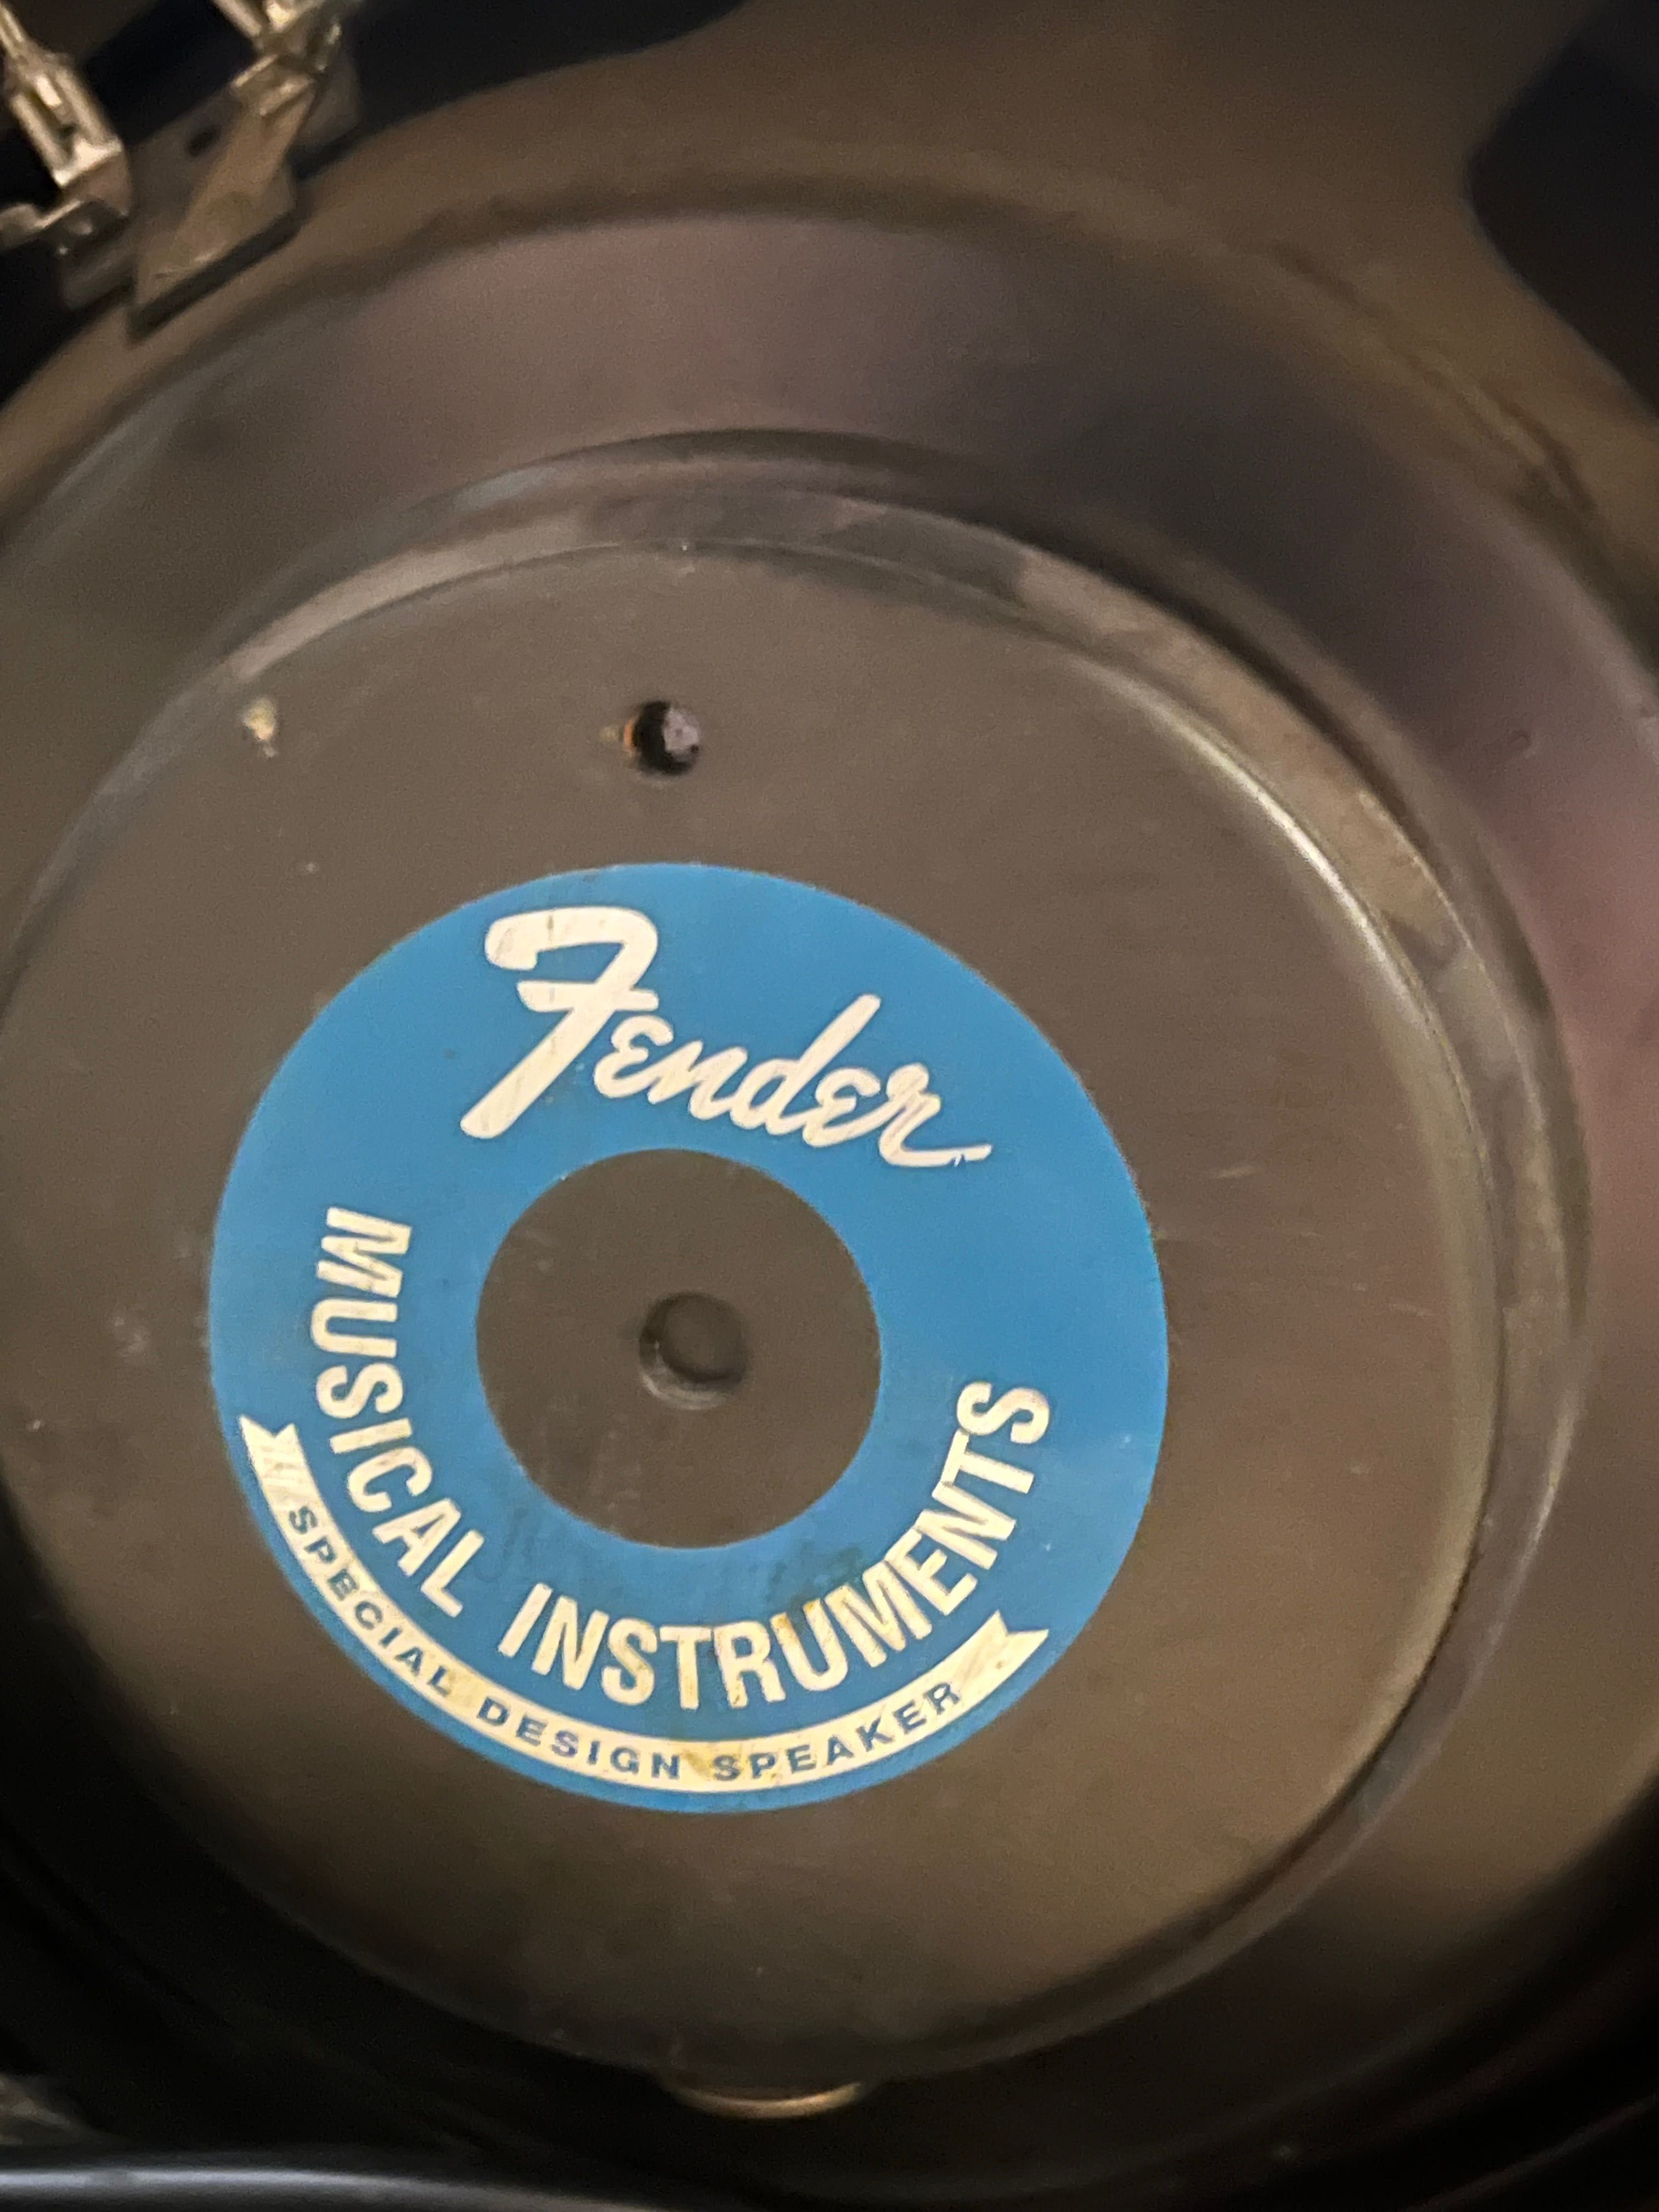 Fender
MUSICAL INSTRUMENTS
SPECIAL DESIGN SPEAKER